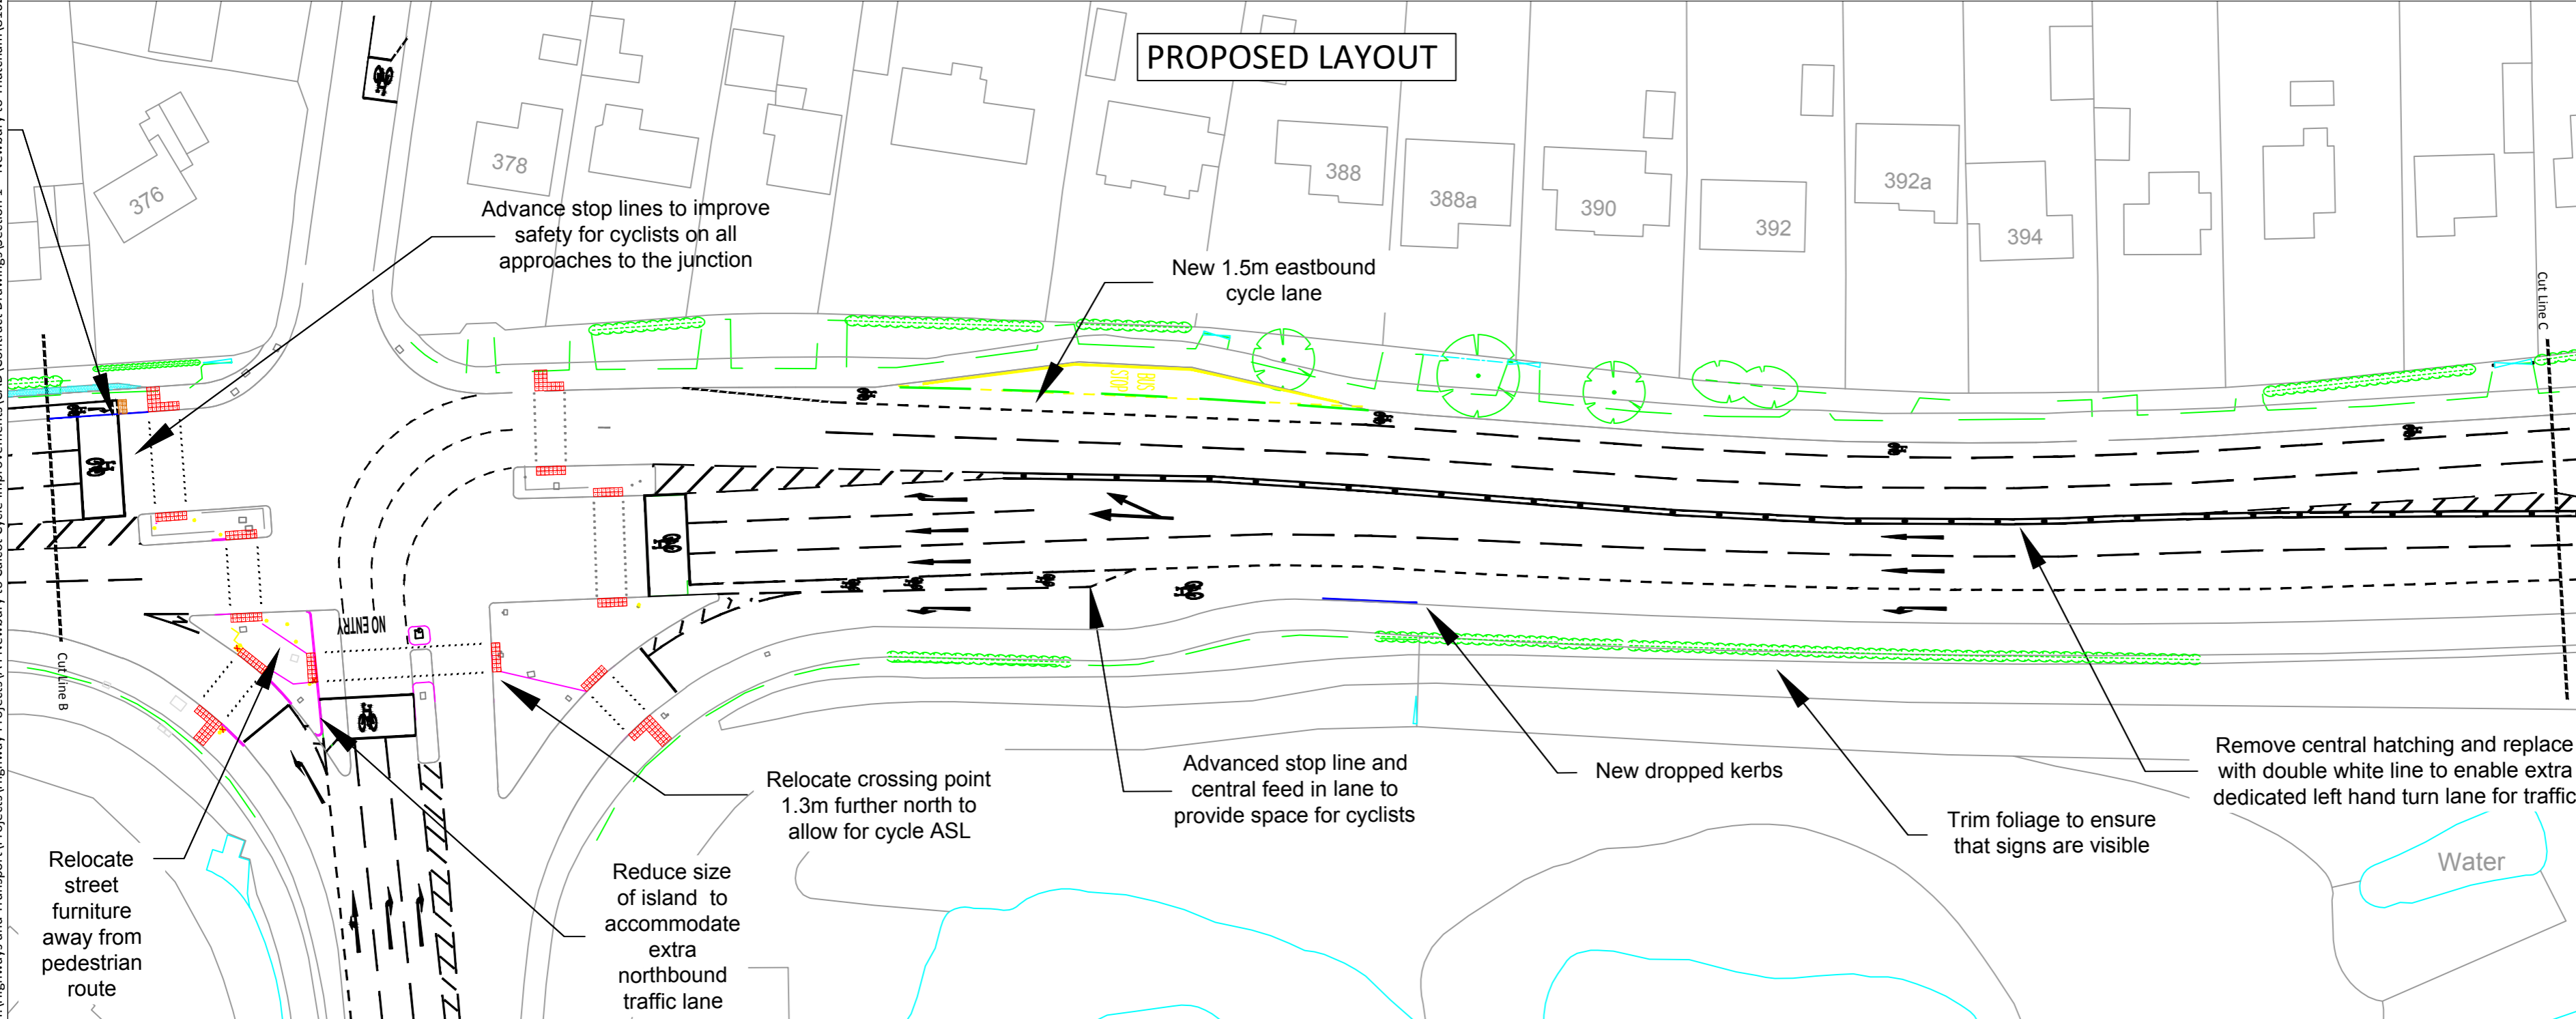 PROPOSED LAYOUT
376
378
388
388a
390
392
392a
394
Advance stop lines to improve
safety for cyclists on all
approaches to the junction
New 1.5m eastbound
cycle lane
BUS
STOP
Cut Line C
Cut Line B
NO ENTRY
Relocate
street
furniture
away from
pedestrian
route
Reduce size
of island to
accommodate
extra
northbound
traffic lane
Relocate crossing point
1.3m further north to
allow for cycle ASL
Advanced stop line and
central feed in lane to
provide space for cyclists
New dropped kerbs
Trim foliage to ensure
that signs are visible
Remove central hatching and replace
with double white line to enable extra
dedicated left hand turn lane for traffic
Water